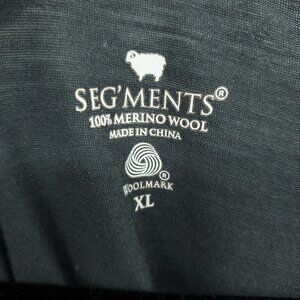 SEG'MENTS®
100% MERINO WOOL
MADE IN CHINA
®
WOOLMARK
XL